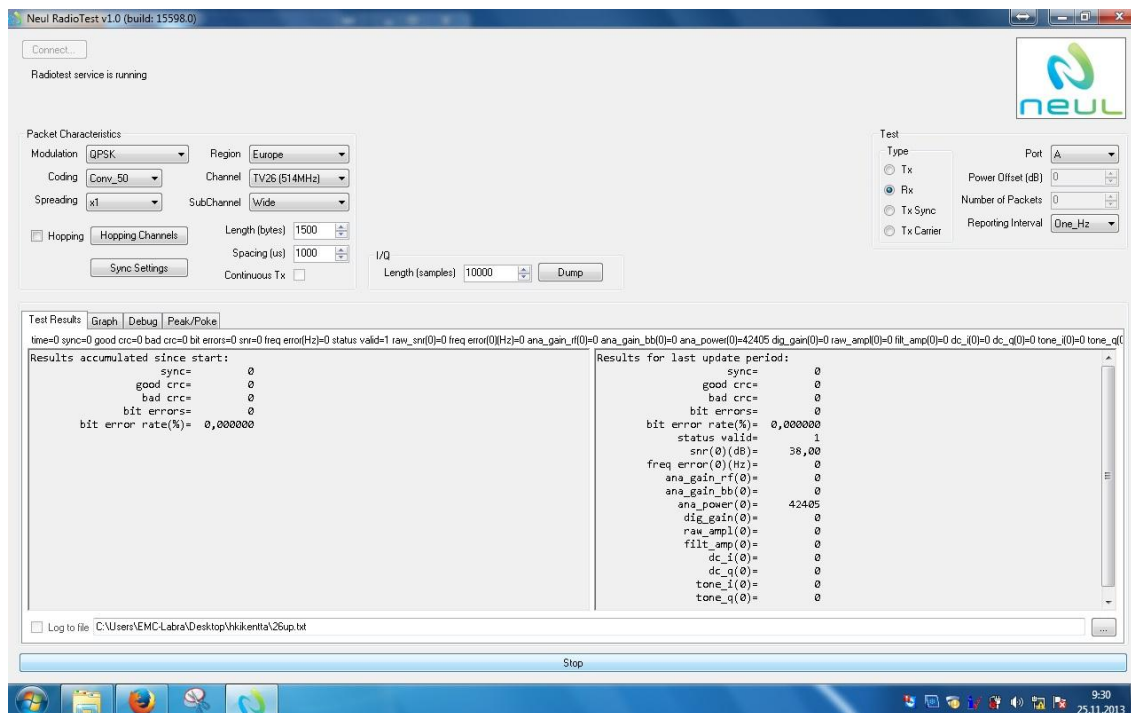 Neul RadioTest v1.0 (build: 15598.0)
Connect...
Radiotest service is running
neUL
Packet Characteristics
Modulation QPSK Region Europe
Coding Conv_50 Channel TV26 (514MHz)
Spreading x1 SubChannel Wide
Hopping Hopping Channels Length (bytes) 1500
Spacing (us) 1000
Sync Settings Continuous Tx
I/Q
Length (samples) 10000 Dump
Test
Type
Tx
Rx
Tx Sync
Tx Carrier
Port A
Power Offset (dB) 0
Number of Packets 0
Reporting Interval One_Hz
Test Results Graph Debug Peak/Poke
time=0 sync=0 good crc=0 bad crc=0 bit errors=0 snr=0 freq error(Hz)=0 status valid=1 raw_snr(0)=0 freq error(0)(Hz)=0 ana_gain_rf(0)=0 ana_gain_bb(0)=0 ana_power(0)=42405 dig_gain(0)=0 raw_ampl(0)=0 filt_amp(0)=0 dc_i(0)=0 dc_q(0)=0 tone_i(0)=0 tone_q(0
Results accumulated since start:
sync= 0
good crc= 0
bad crc= 0
bit errors= 0
bit error rate(%)= 0,000000
Results for last update period:
sync= 0
good crc= 0
bad crc= 0
bit errors= 0
bit error rate(%)= 0,000000
status valid= 1
snr(0)(dB)= 38,00
freq error(0)(Hz)= 0
ana_gain_rf(0)= 0
ana_gain_bb(0)= 0
ana_power(0)= 42405
dig_gain(0)= 0
raw_ampl(0)= 0
filt_amp(0)= 0
dc_i(0)= 0
dc_q(0)= 0
tone_i(0)= 0
tone_q(0)= 0
Log to file C:\Users\EMC-Labra\Desktop\hkikentta\26up.txt ...
Stop
9:30
25.11.2013